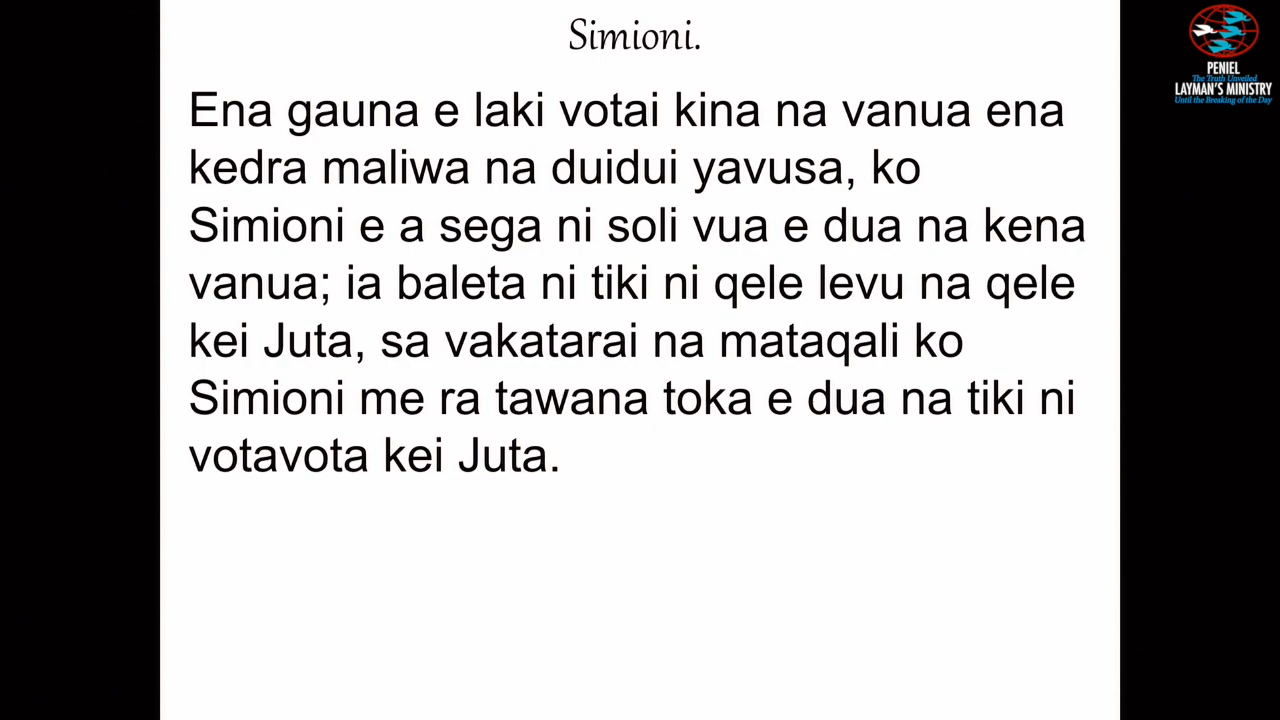 Simioni.
PENIEL
The Truth Unveiled
LAYMAN'S MINISTRY
Until the Breaking of the Day
Ena gauna e laki votai kina na vanua ena
kedra maliwa na duidui yavusa, ko
Simioni e a sega ni soli vua e dua na kena
vanua; ia baleta ni tiki ni qele levu na qele
kei Juta, sa vakatarai na mataqali ko
Simioni me ra tawana toka e dua na tiki ni
votavota kei Juta.